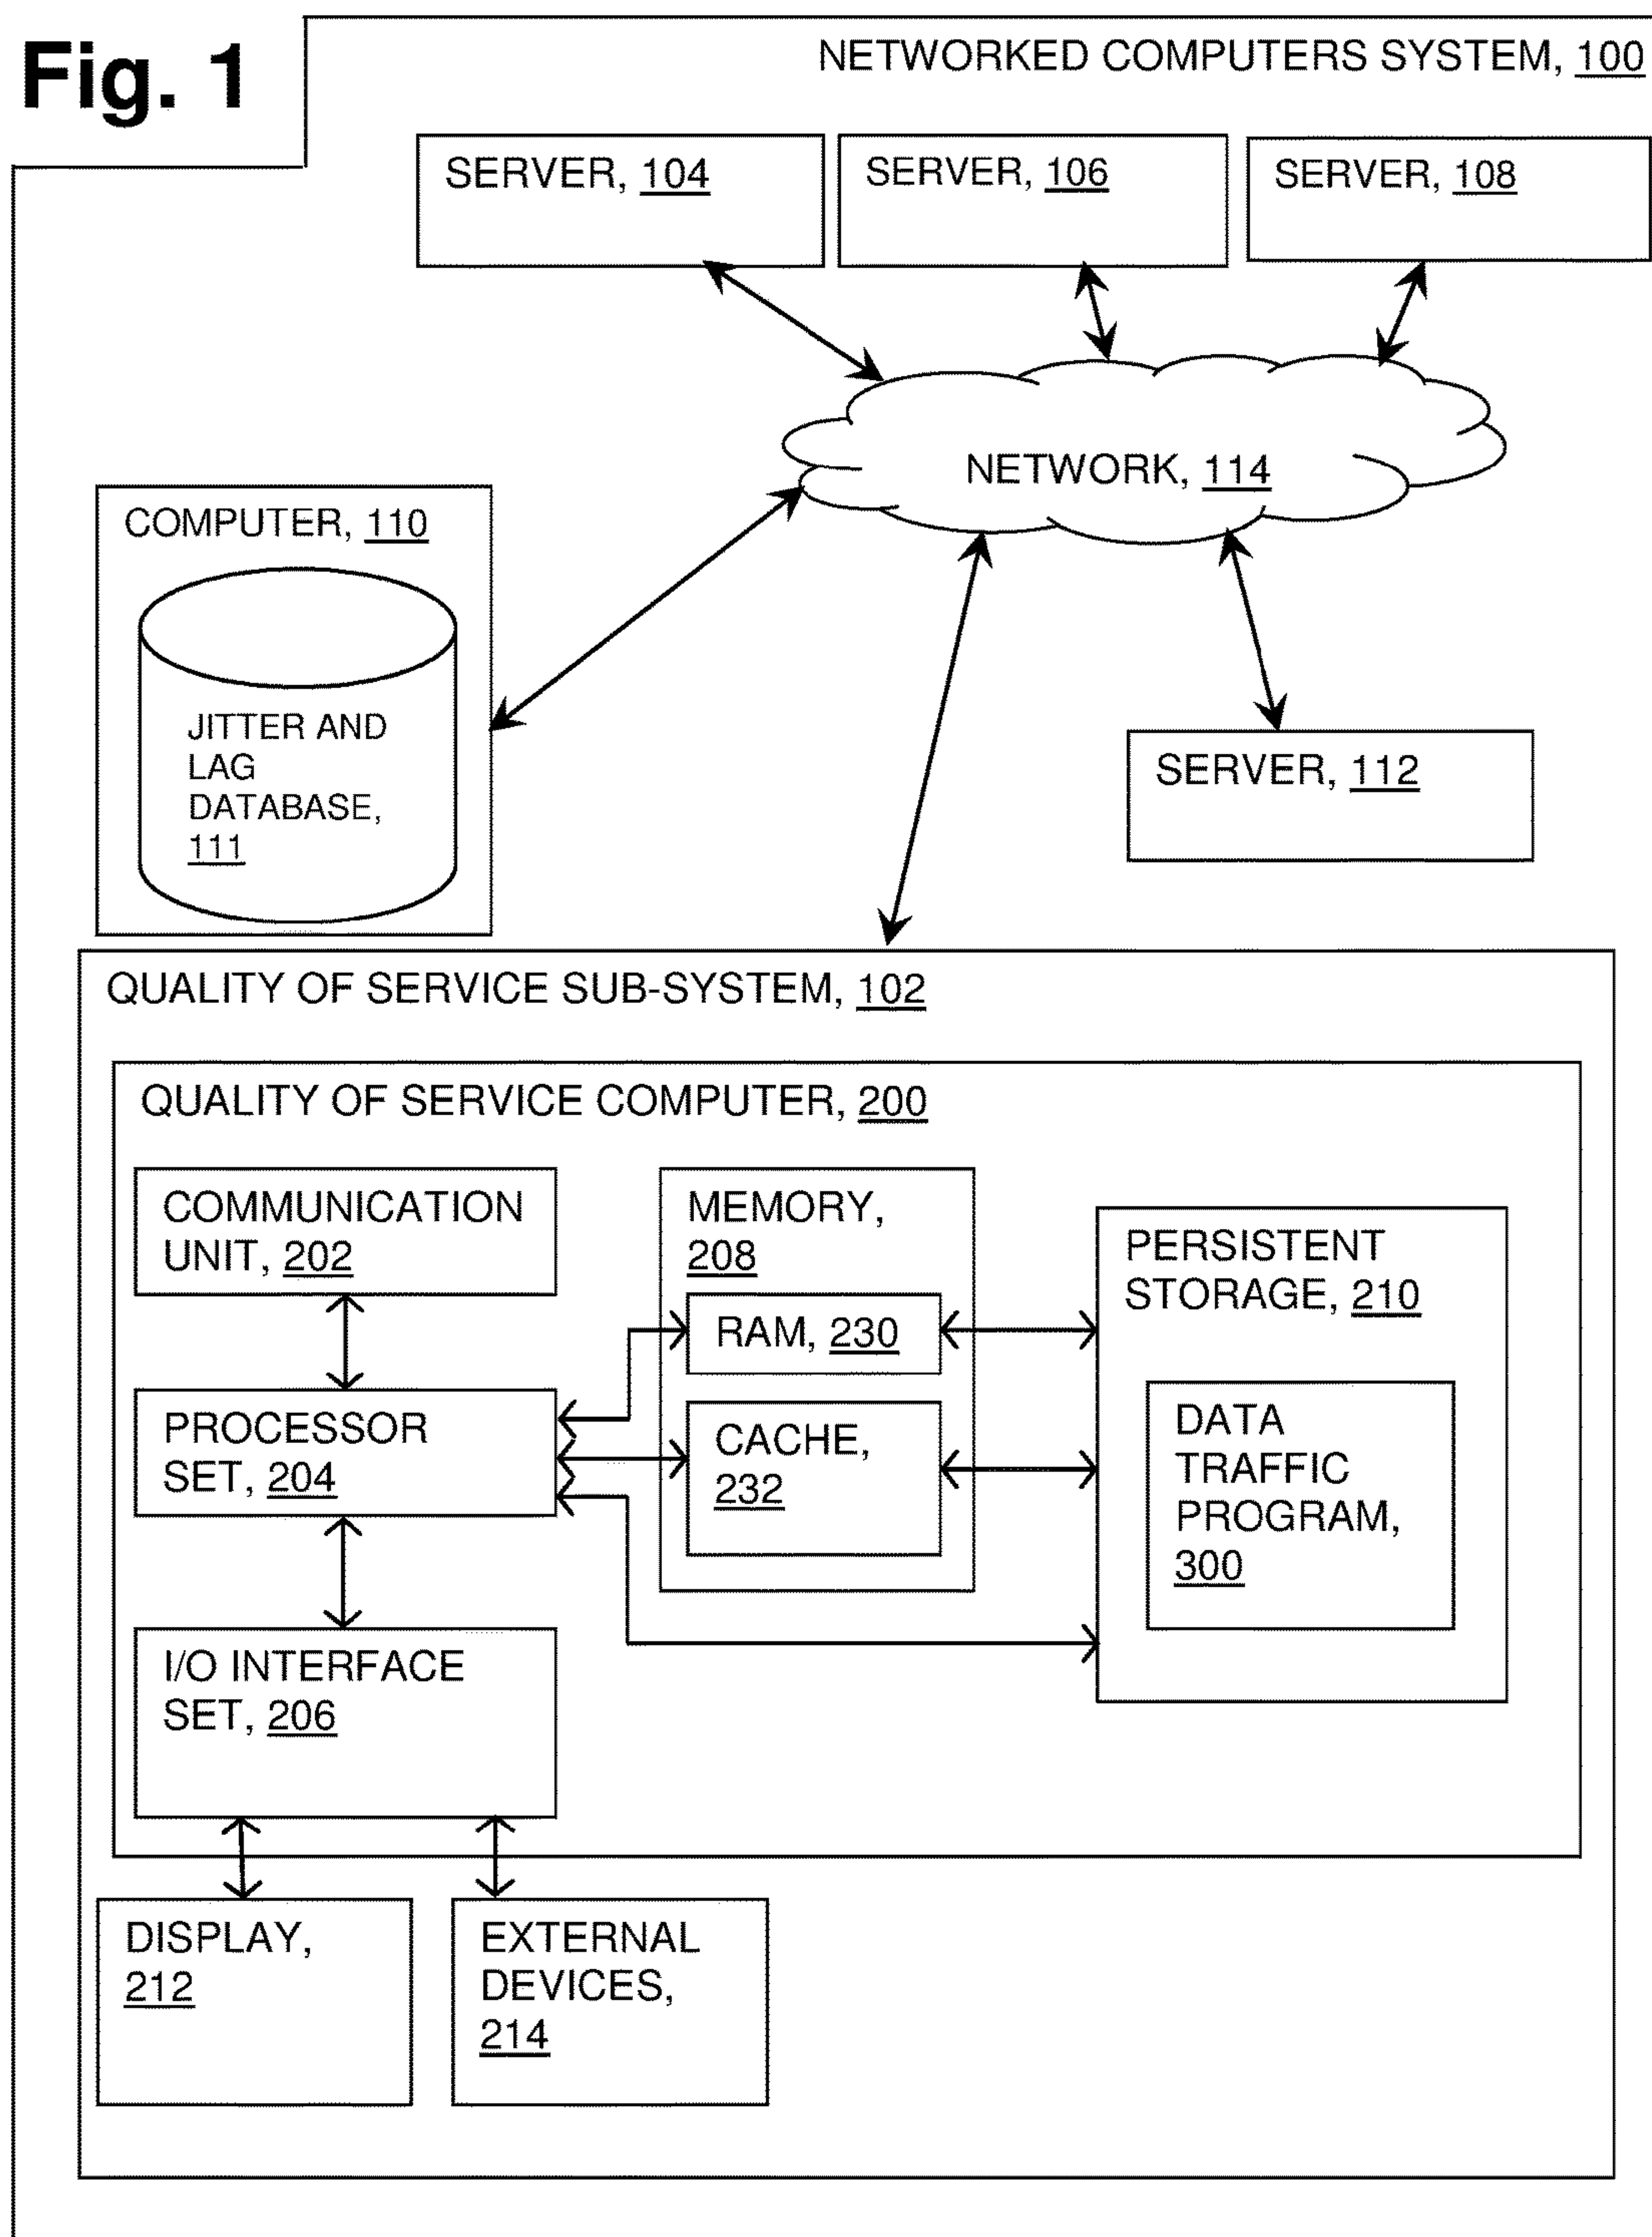 Fig. 1
NETWORKED COMPUTERS SYSTEM, 100
SERVER, 104
SERVER, 106
SERVER, 108
NETWORK, 114
COMPUTER, 110
JITTER AND
LAG
DATABASE,
111
SERVER, 112
QUALITY OF SERVICE SUB-SYSTEM, 102
QUALITY OF SERVICE COMPUTER, 200
COMMUNICATION
UNIT, 202
MEMORY,
208
PERSISTENT
STORAGE, 210
RAM, 230
PROCESSOR
SET, 204
CACHE,
232
DATA
TRAFFIC
PROGRAM,
300
I/O INTERFACE
SET, 206
DISPLAY,
212
EXTERNAL
DEVICES,
214